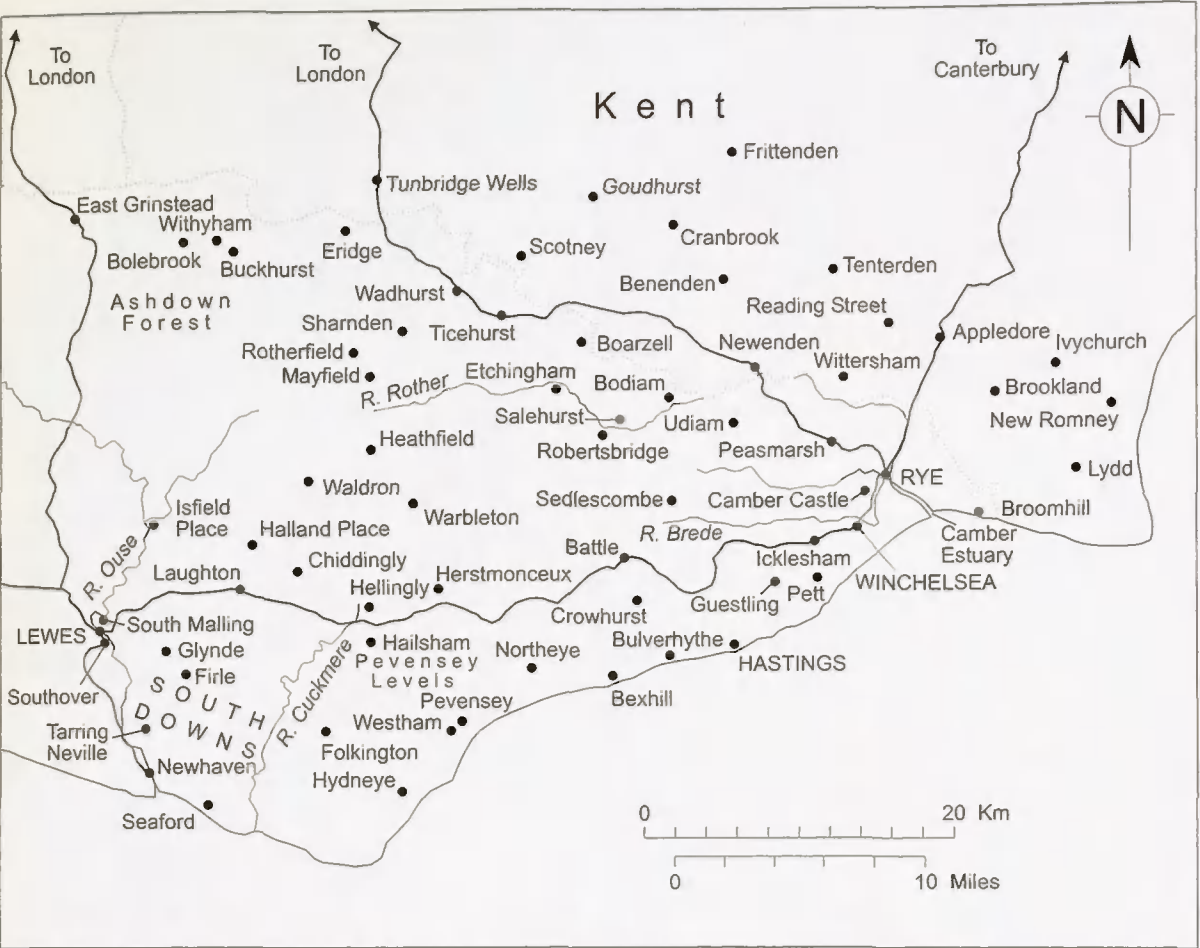 To
London
To
London
To
Canterbury
N
Kent
Frittenden
Tunbridge Wells
Goudhurst
East Grinstead
Withyham
Cranbrook
Eridge
Scotney
Bolebrook
Buckhurst
Tenterden
Benenden
Wadhurst
Ashdown
Forest
Reading Street
Sharnden
Ticehurst
Appledore
Ivychurch
Boarzell
Newenden
Rotherfield
Wittersham
Mayfield
Etchingham
Bodiam
Brookland
R. Rother
New Romney
Salehurst
Udiam
Heathfield
Robertsbridge
Peasmarsh
Lydd
RYE
Waldron
Sedlescombe
Camber Castle
Isfield
Place
Warbleton
Broomhill
Halland Place
R. Brede
Camber
Estuary
Battle
Icklesham
R. Ouse
Chiddingly
Laughton
Hellingly
Herstmonceux
WINCHELSEA
Guestling
Pett
Crowhurst
South Malling
LEWES
Hailsham
Bulverhythe
Glynde
Northeye
Pevensey
Levels
HASTINGS
Firle
Southover
SOUTH
DOWNS
R. Cuckmere
Bexhill
Pevensey
Westham
Tarring
Neville
Folkington
Newhaven
Hydneye
Seaford
0
20 Km
0
10 Miles